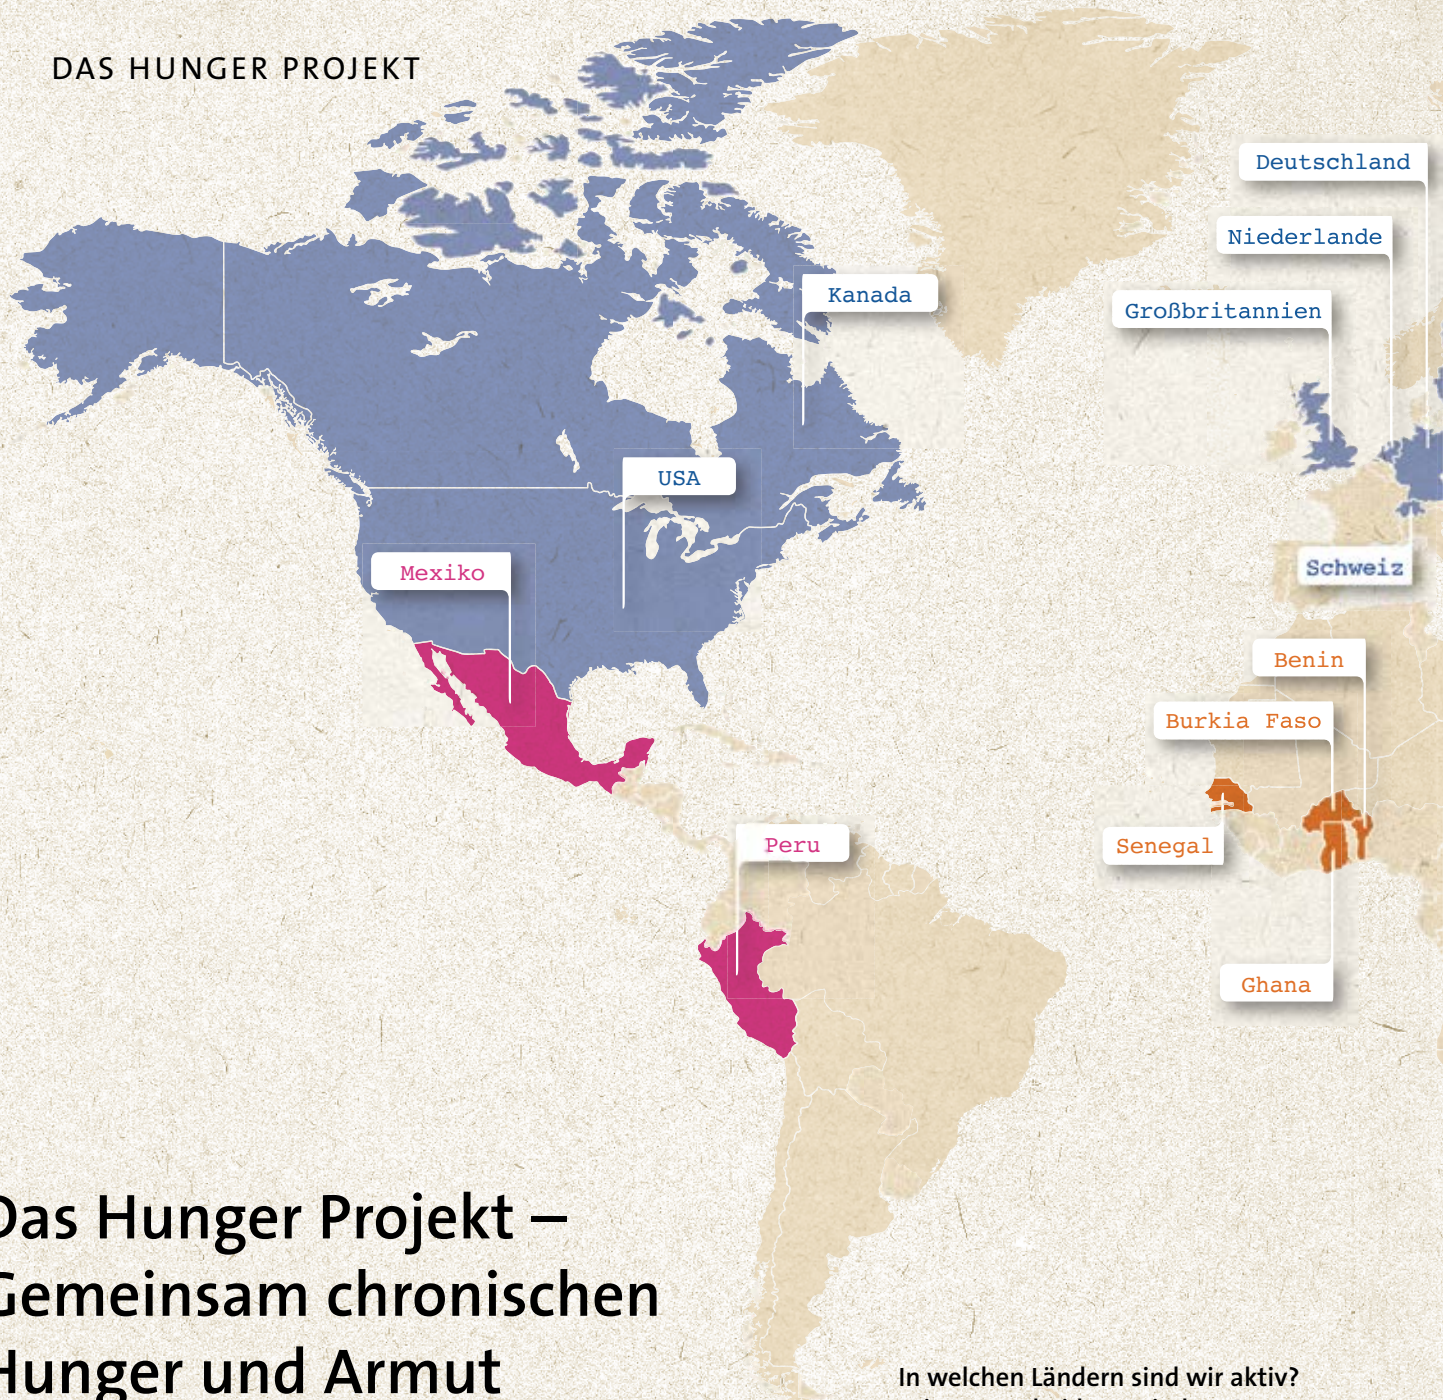 DAS HUNGER PROJEKT
Deutschland
Niederlande
Kanada
Großbritannien
USA
Schweiz
Mexiko
Benin
Burkia Faso
Peru
Senegal
Ghana
Das Hunger Projekt –
Gemeinsam chronischen
Hunger und Armut
In welchen Ländern sind wir aktiv?